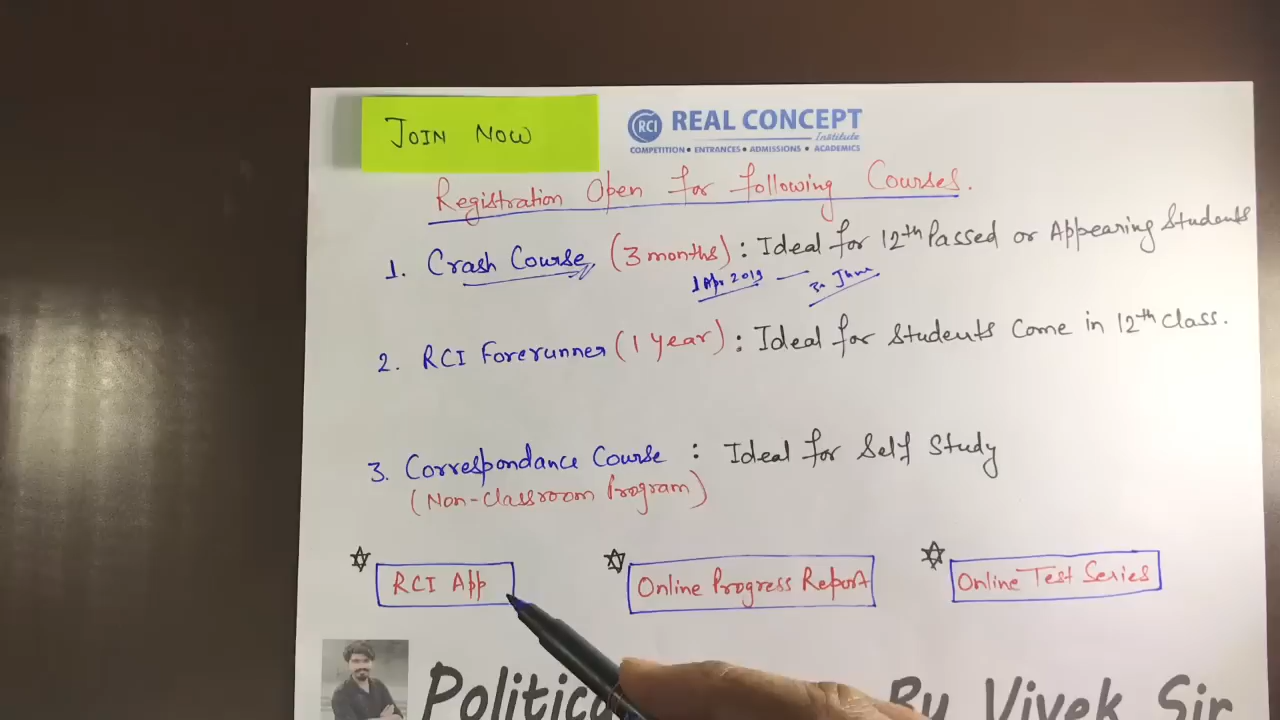 JOIN NOW
RCI REAL CONCEPT
Institute
COMPETITION • ENTRANCES • ADMISSIONS • ACADEMICS
Registration Open for following Courses.
1. Crash Course (3 months) : Ideal for 12th Passed or Appearing Students
1 Apr 2019 — 30 June
2. RCI Forerunner (1 year) : Ideal for Students Come in 12th class.
3. Correspondance Course : Ideal for Self Study
(Non-Classroom Program)
RCI App
Online Progress Report
Online Test Series
By Vivek Sir